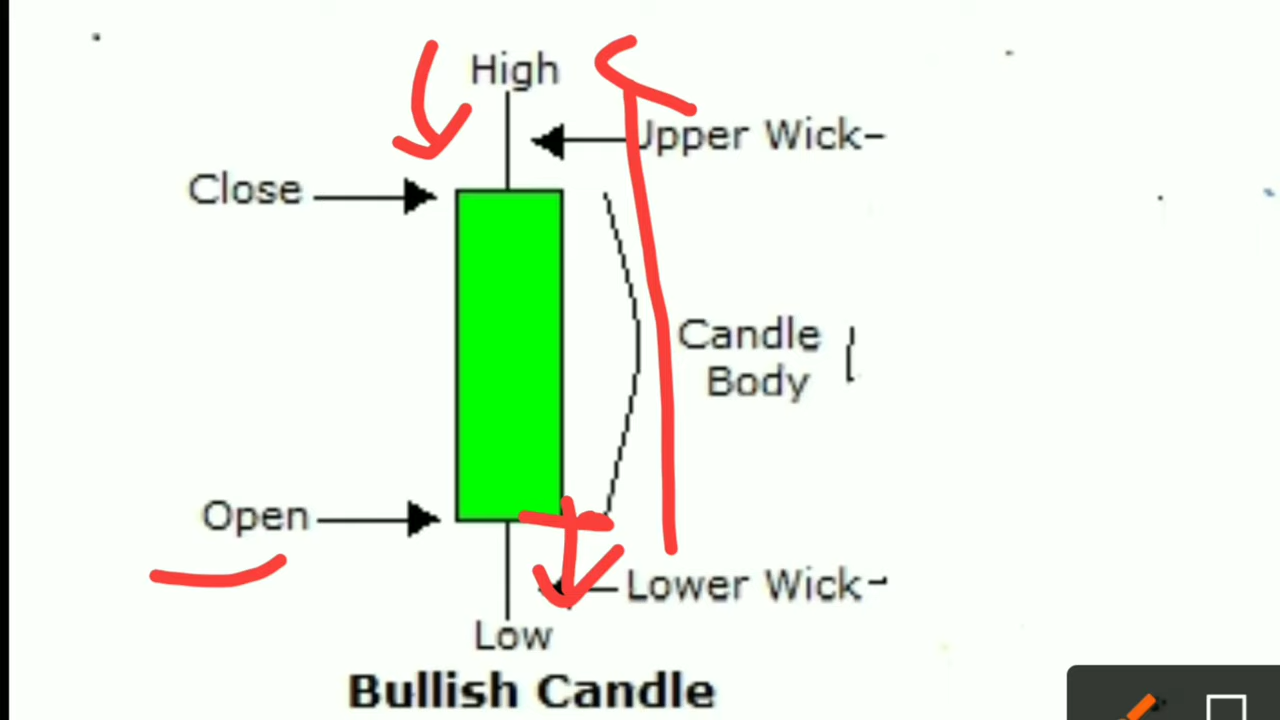 High
Upper Wick-
Close
Candle
Body
Open
Lower Wick-
Low
Bullish Candle